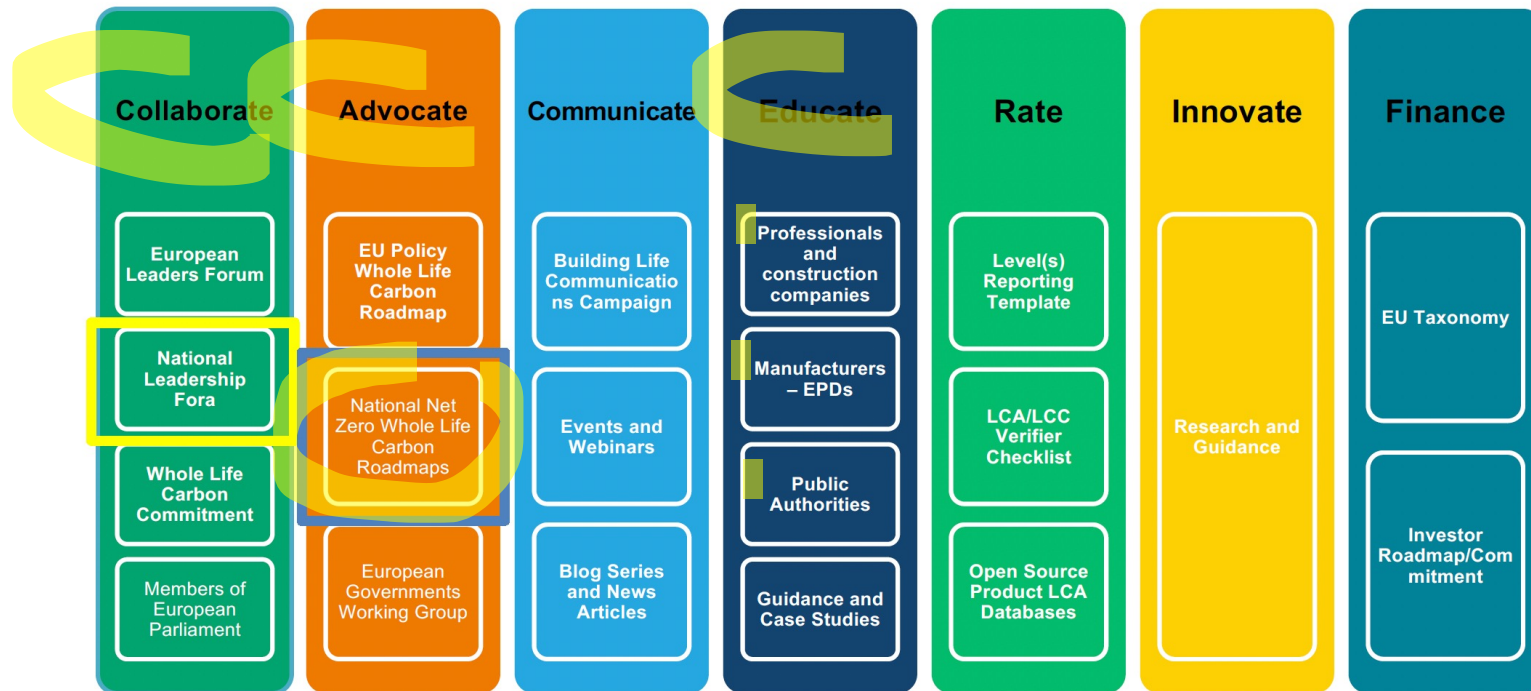 Collaborate
European
Leaders Forum
National
Leadership
Fora
Whole Life
Carbon
Commitment
Members of
European
Parliament
Advocate
EU Policy
Whole Life
Carbon
Roadmap
National Net
Zero Whole Life
Carbon
Roadmaps
European
Governments
Working Group
Communicate
Building Life
Communicatio
ns Campaign
Events and
Webinars
Blog Series
and News
Articles
Educate
Professionals
and
construction
companies
Manufacturers
– EPDs
Public
Authorities
Guidance and
Case Studies
Rate
Level(s)
Reporting
Template
LCA/LCC
Verifier
Checklist
Open Source
Product LCA
Databases
Innovate
Research and
Guidance
Finance
EU Taxonomy
Investor
Roadmap/Com
mitment